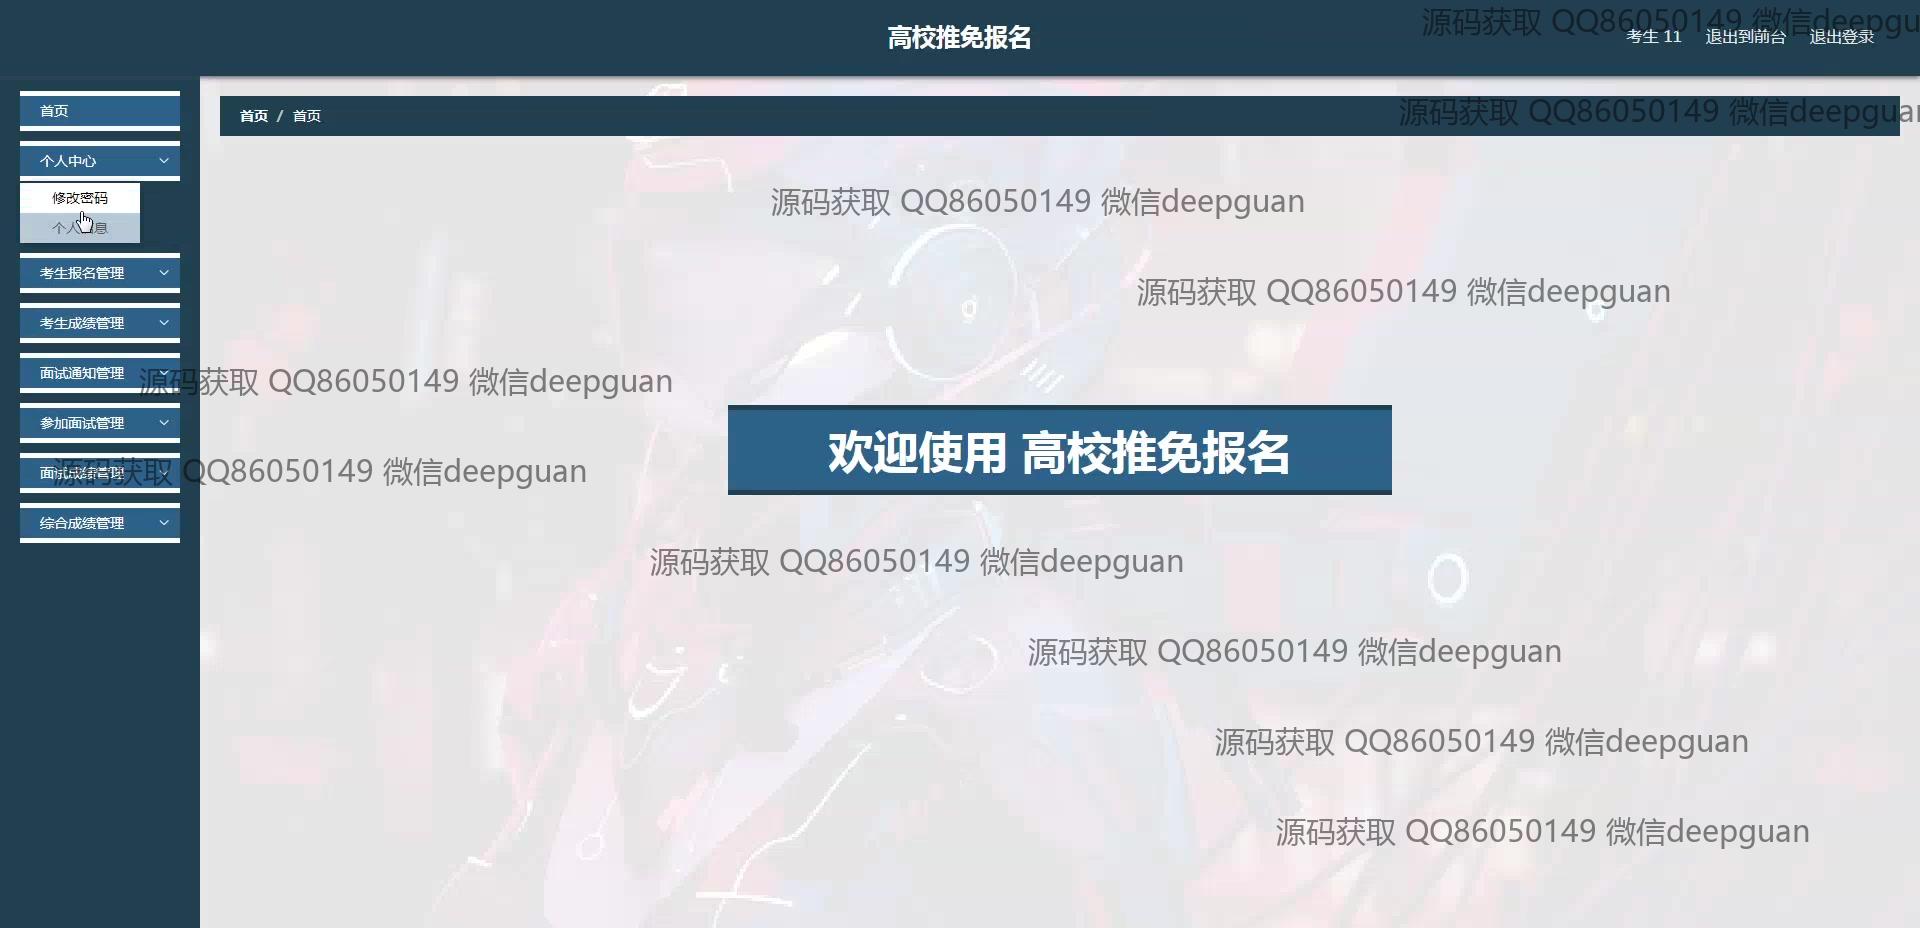 高校推免报名
源码获取 QQ86050149 微信deepgu
考生 11 退出到前台 退出登录
首页
首页 / 首页
源码获取 QQ86050149 微信deepguan
个人中心
修改密码
源码获取 QQ86050149 微信deepguan
个人信息
考生报名管理
源码获取 QQ86050149 微信deepguan
考生成绩管理
面试通知管理
源码获取 QQ86050149 微信deepguan
参加面试管理
欢迎使用 高校推免报名
面试成绩管理
源码获取 QQ86050149 微信deepguan
综合成绩管理
源码获取 QQ86050149 微信deepguan
源码获取 QQ86050149 微信deepguan
源码获取 QQ86050149 微信deepguan
源码获取 QQ86050149 微信deepguan